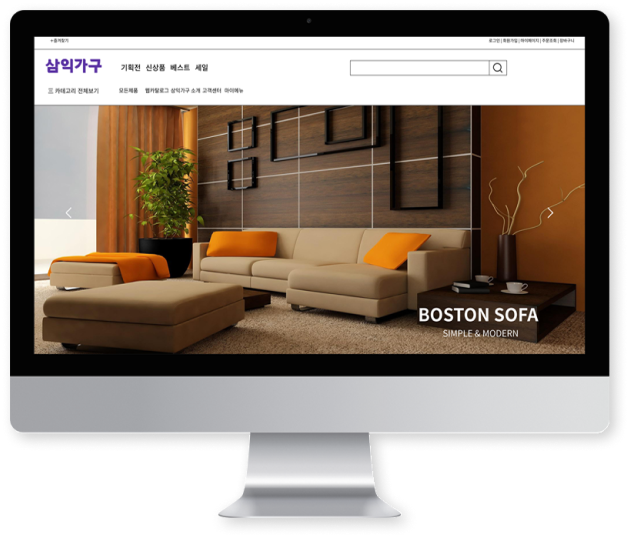 +즐겨찾기
로그인 | 회원가입 | 마이페이지 | 주문조회 | 장바구니
삼익가구 기획전 신상품 베스트 세일
☰ 카테고리 전체보기 모든제품 웹카탈로그 삼익가구 소개 고객센터 마이메뉴
BOSTON SOFA
SIMPLE & MODERN